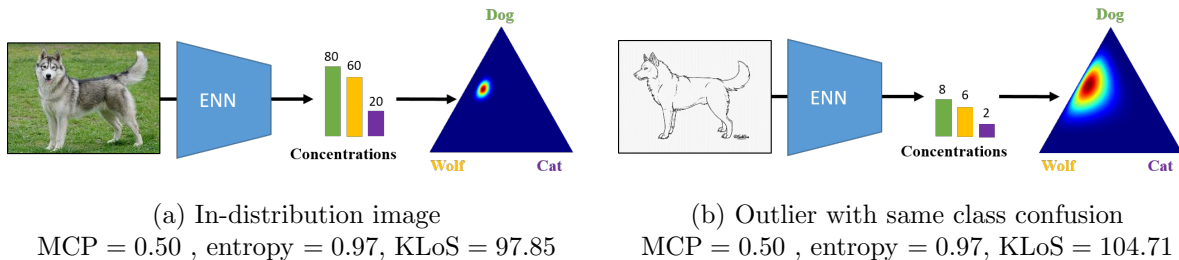 Dog
80
60
20
ENN
Concentrations
Wolf
Cat
(a) In-distribution image
MCP = 0.50 , entropy = 0.97, KLoS = 97.85
Dog
8
6
2
ENN
Concentrations
Wolf
Cat
(b) Outlier with same class confusion
MCP = 0.50 , entropy = 0.97, KLoS = 104.71